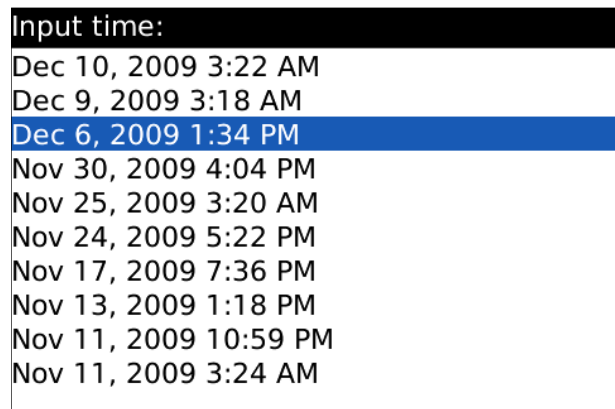 Input time:
Dec 10, 2009 3:22 AM
Dec 9, 2009 3:18 AM
Dec 6, 2009 1:34 PM
Nov 30, 2009 4:04 PM
Nov 25, 2009 3:20 AM
Nov 24, 2009 5:22 PM
Nov 17, 2009 7:36 PM
Nov 13, 2009 1:18 PM
Nov 11, 2009 10:59 PM
Nov 11, 2009 3:24 AM